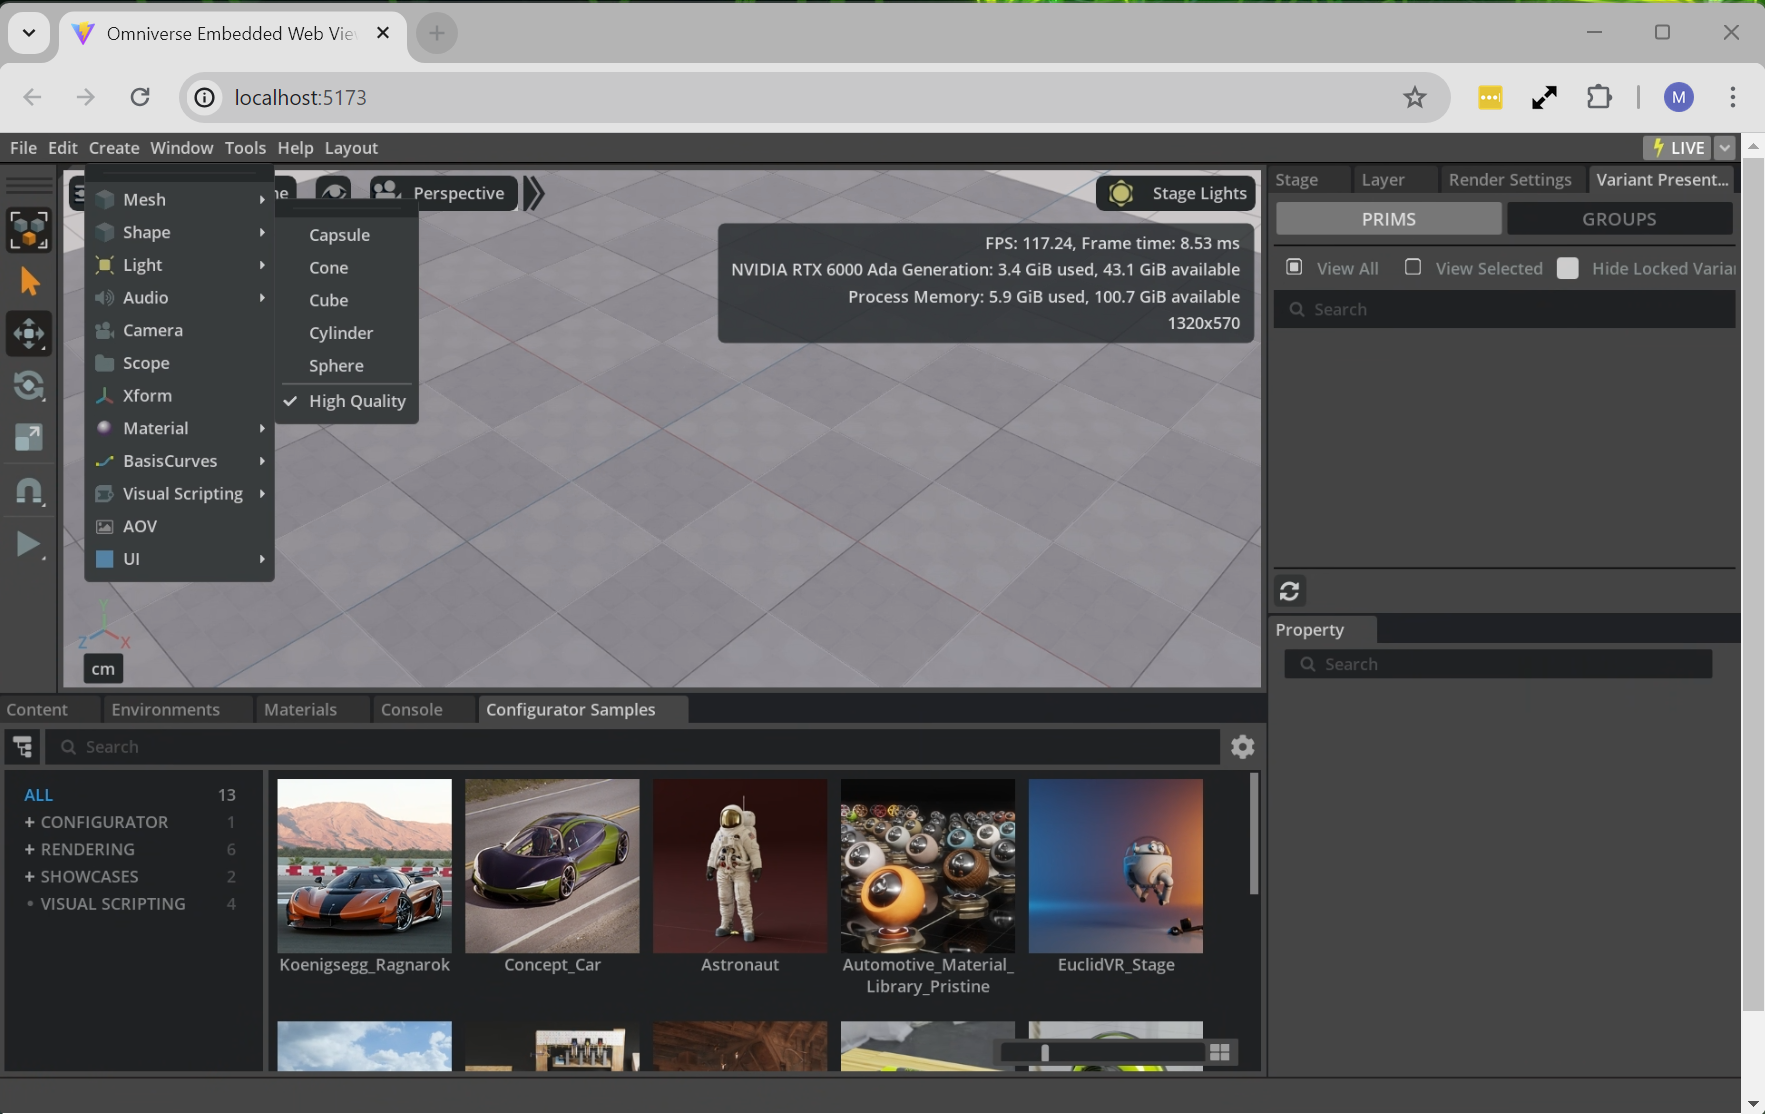 Omniverse Embedded Web Vie
localhost:5173
M
File Edit Create Window Tools Help Layout
LIVE
Mesh
Shape
Light
Audio
Camera
Scope
Xform
Material
BasisCurves
Visual Scripting
AOV
UI
Capsule
Cone
Cube
Cylinder
Sphere
High Quality
ne
Perspective
Stage Lights
FPS: 117.24, Frame time: 8.53 ms
NVIDIA RTX 6000 Ada Generation: 3.4 GiB used, 43.1 GiB available
Process Memory: 5.9 GiB used, 100.7 GiB available
1320x570
Y
Z X
cm
Stage Layer Render Settings Variant Present...
PRIMS GROUPS
View All View Selected Hide Locked Varia
Search
Property
Search
Content Environments Materials Console Configurator Samples
Search
ALL 13
+ CONFIGURATOR 1
+ RENDERING 6
+ SHOWCASES 2
• VISUAL SCRIPTING 4
Koenigsegg_Ragnarok
Concept_Car
Astronaut
Automotive_Material_
Library_Pristine
EuclidVR_Stage